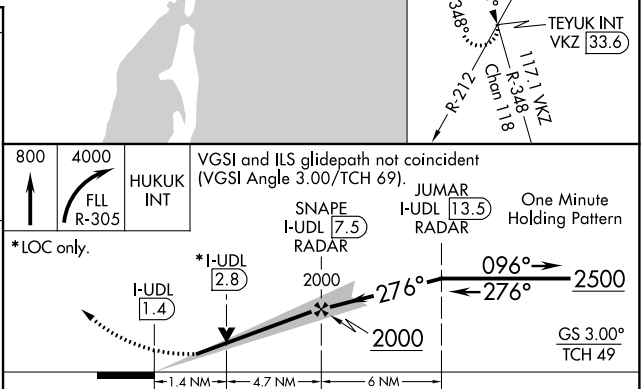 348°
TEYUK INT
VKZ 33.6
R-212
117.1 VKZ
R-348
Chan 118
800
4000
FLL
R-305
HUKUK
INT
VGSI and ILS glidepath not coincident
(VGSI Angle 3.00/TCH 69).
*LOC only.
SNAPE
I-UDL 7.5
RADAR
JUMAR
I-UDL 13.5
RADAR
One Minute
Holding Pattern
I-UDL
1.4
*I-UDL
2.8
2000
276°
096°
276°
2500
2000
GS 3.00°
TCH 49
1.4 NM
4.7 NM
6 NM